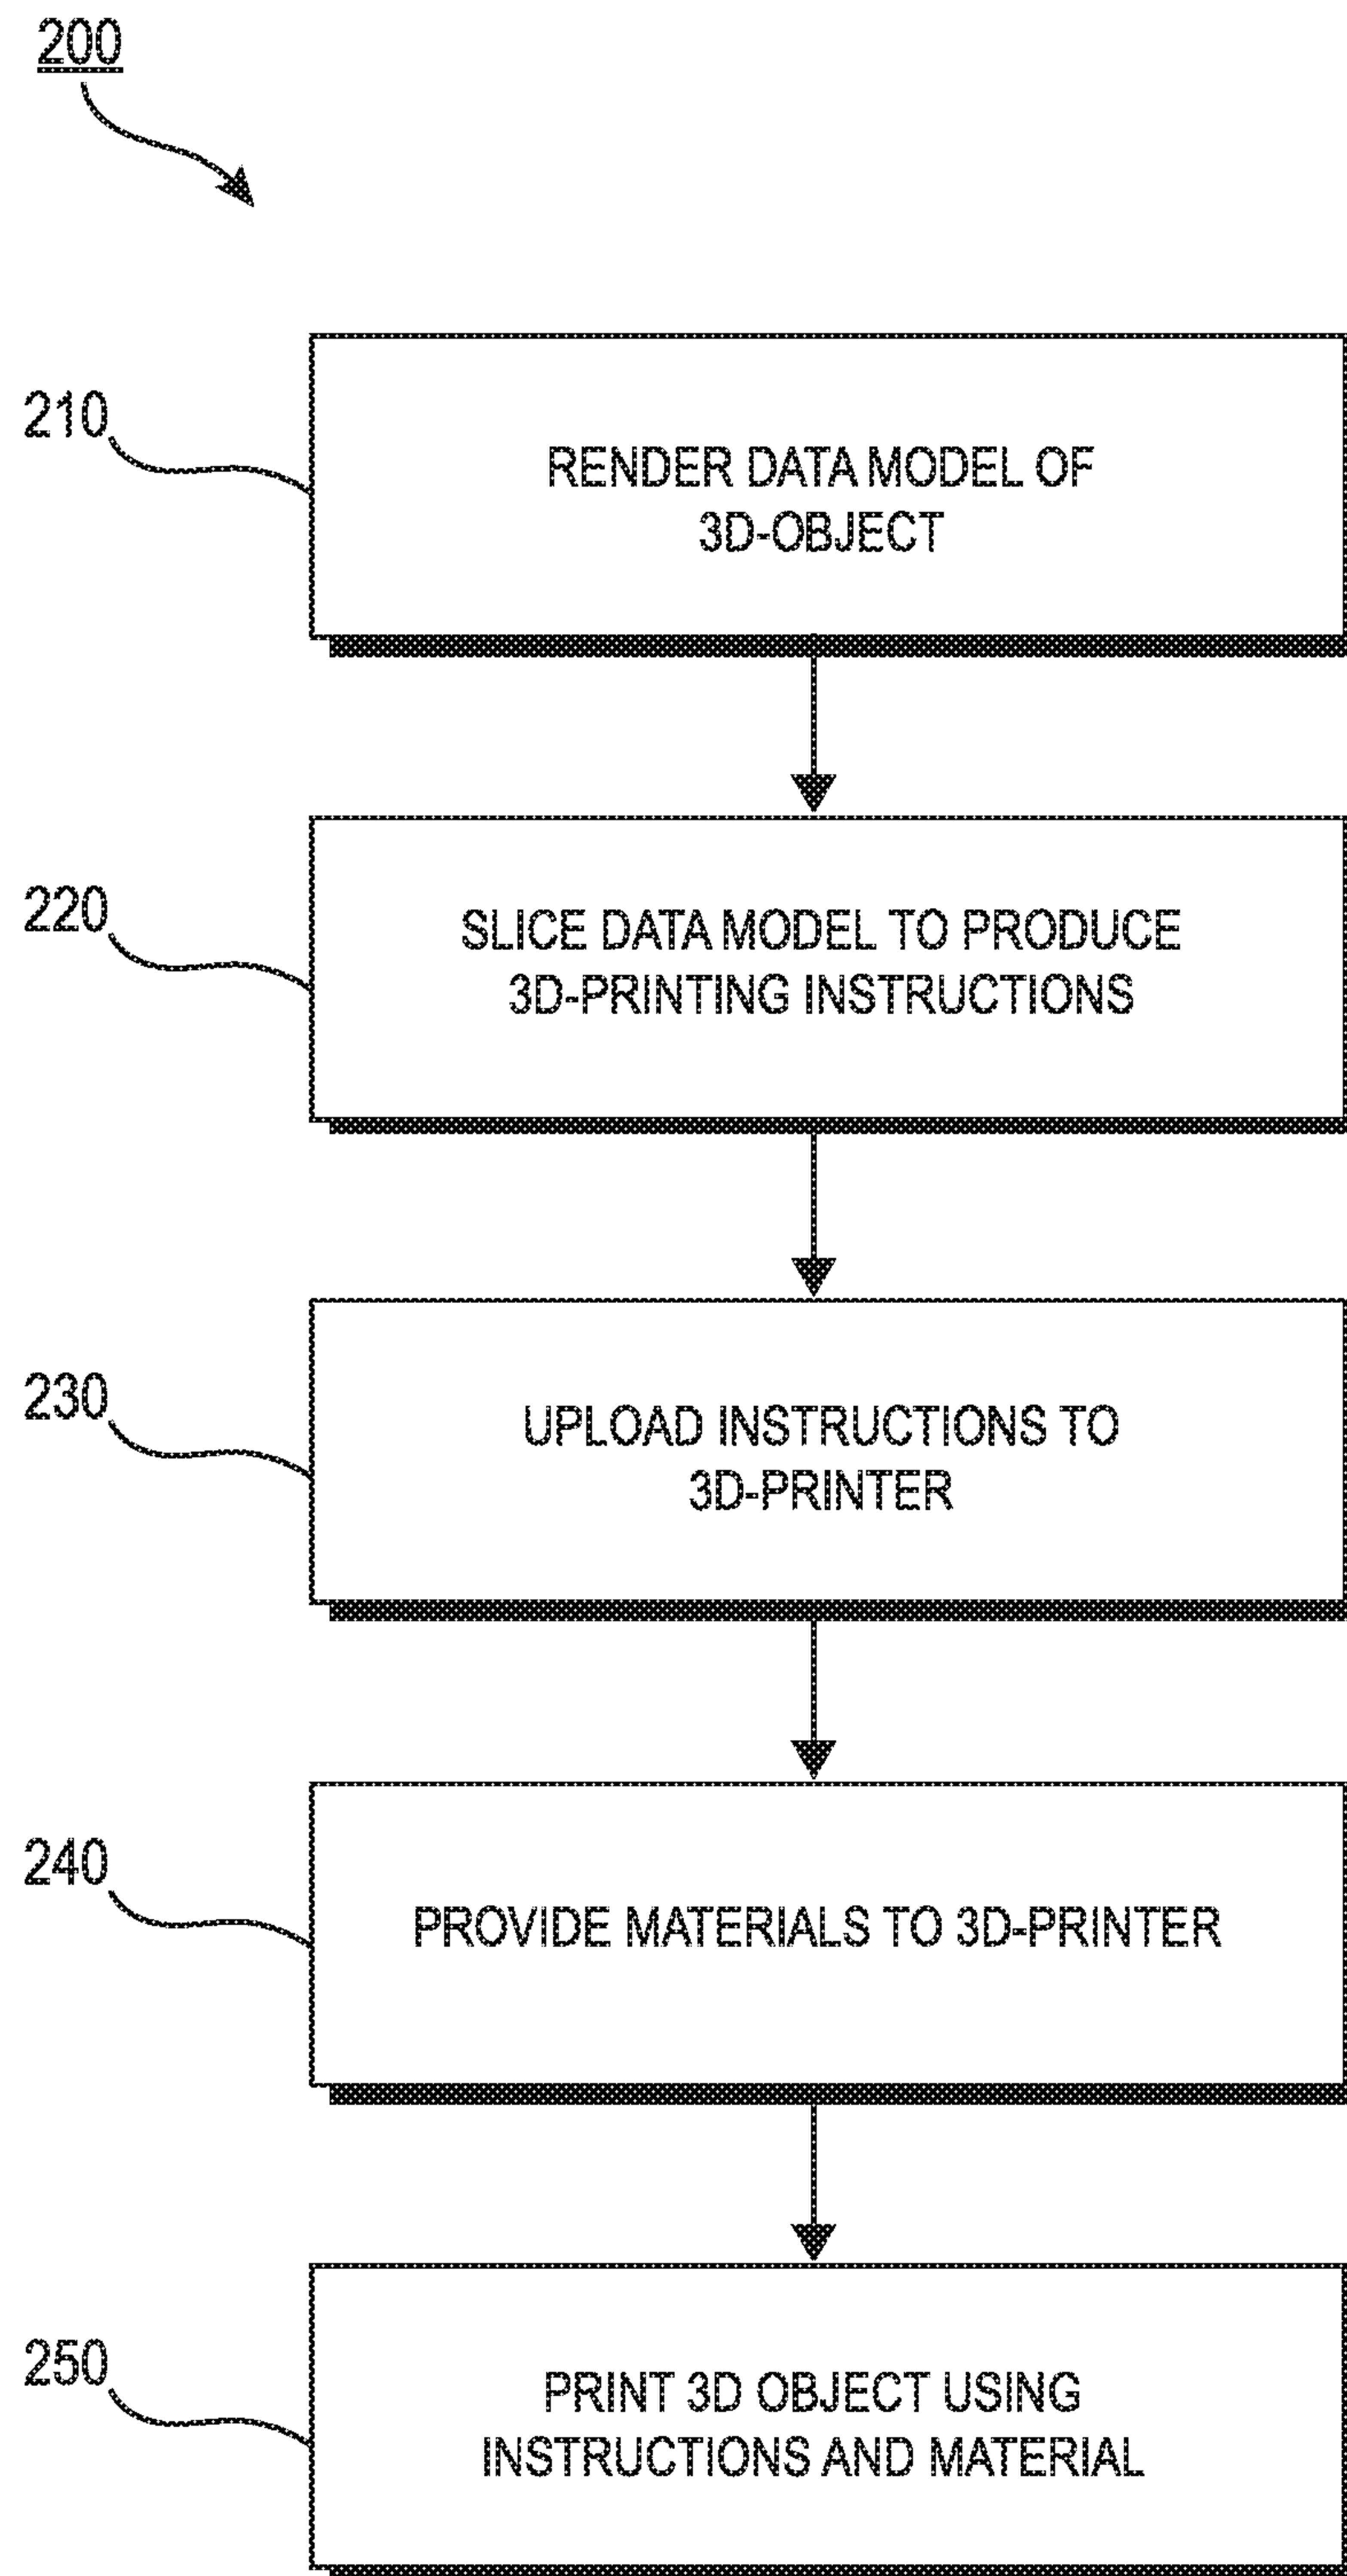 200
210
RENDER DATA MODEL OF
3D-OBJECT
220
SLICE DATA MODEL TO PRODUCE
3D-PRINTING INSTRUCTIONS
230
UPLOAD INSTRUCTIONS TO
3D-PRINTER
240
PROVIDE MATERIALS TO 3D-PRINTER
250
PRINT 3D OBJECT USING
INSTRUCTIONS AND MATERIAL